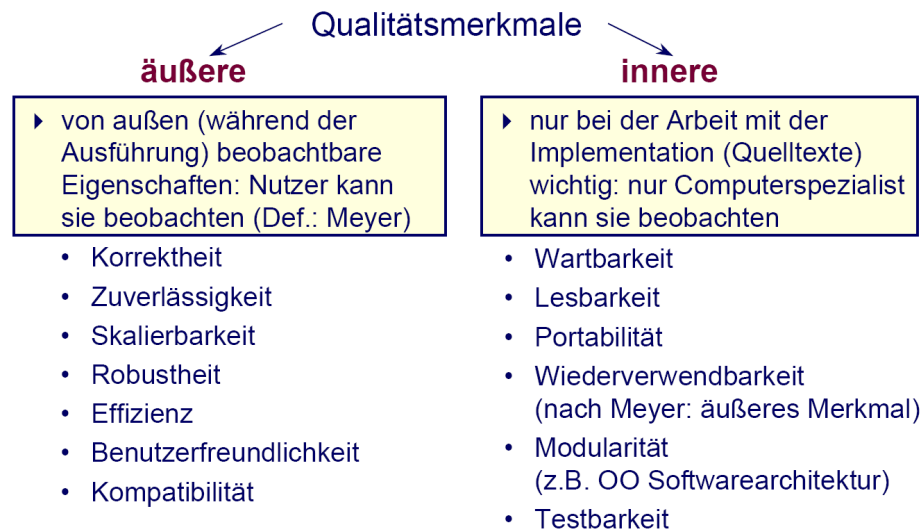 Qualitätsmerkmale
äußere
von außen (während der
Ausführung) beobachtbare
Eigenschaften: Nutzer kann
sie beobachten (Def.: Meyer)
• Korrektheit
• Zuverlässigkeit
• Skalierbarkeit
• Robustheit
• Effizienz
• Benutzerfreundlichkeit
• Kompatibilität
innere
nur bei der Arbeit mit der
Implementation (Quelltexte)
wichtig: nur Computerspezialist
kann sie beobachten
• Wartbarkeit
• Lesbarkeit
• Portabilität
• Wiederverwendbarkeit
(nach Meyer: äußeres Merkmal)
• Modularität
(z.B. OO Softwarearchitektur)
• Testbarkeit